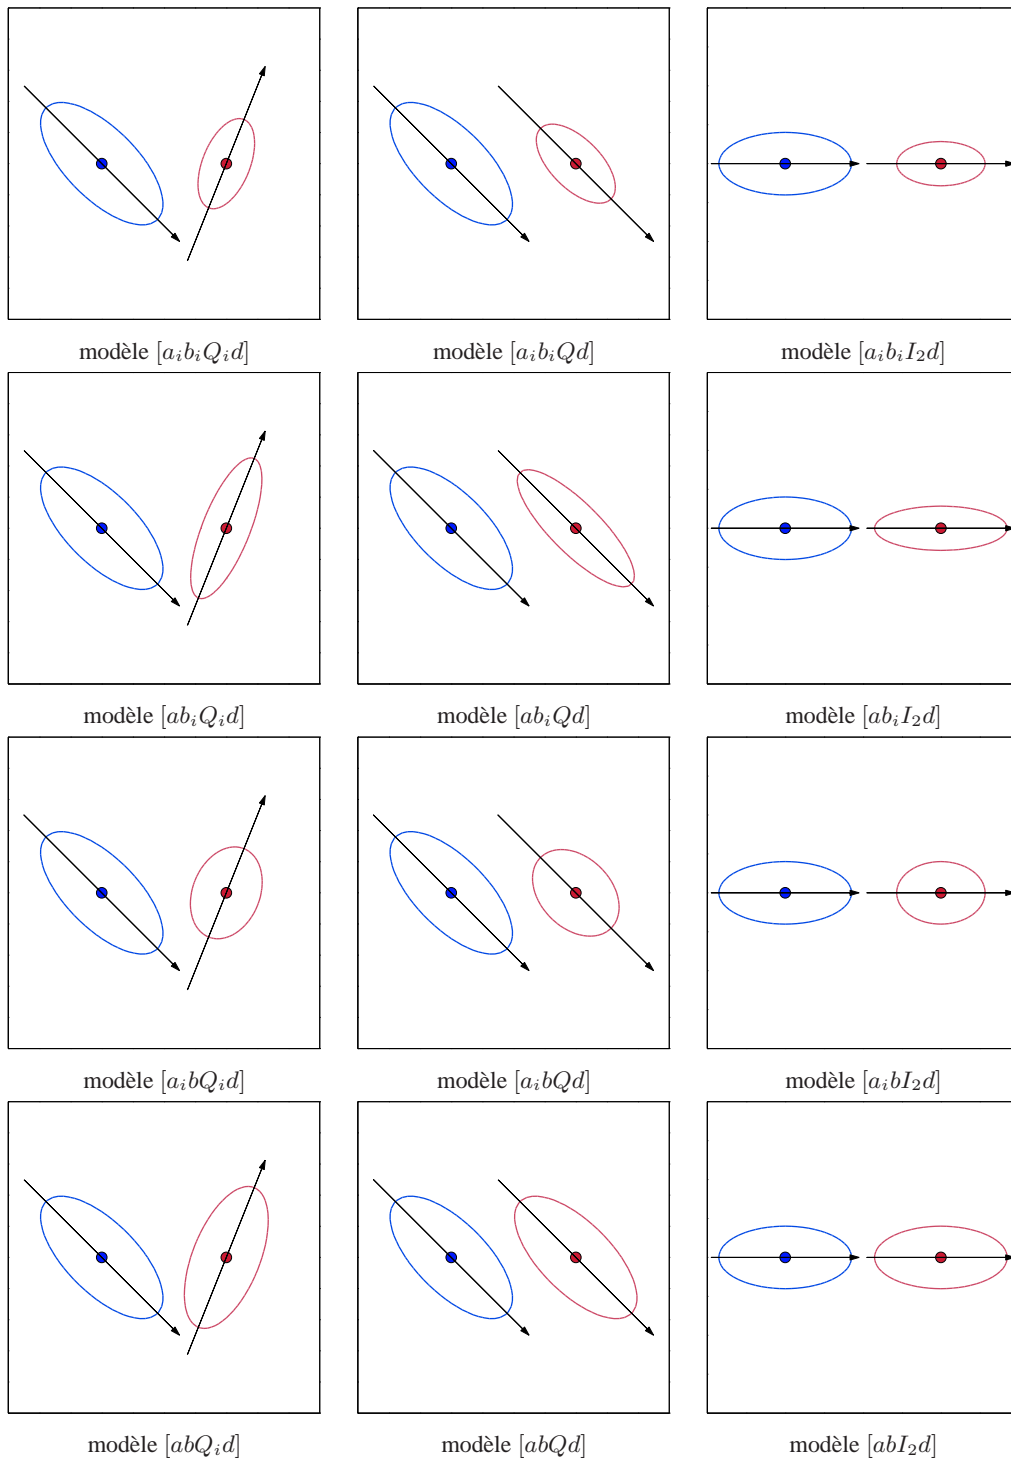 modèle [a_i b_i Q_i d] modèle [a_i b_i Q d] modèle [a_i b_i I_2 d]
modèle [a b_i Q_i d] modèle [a b_i Q d] modèle [a b_i I_2 d]
modèle [a_i b Q_i d] modèle [a_i b Q d] modèle [a_i b I_2 d]
modèle [a b Q_i d] modèle [a b Q d] modèle [a b I_2 d]